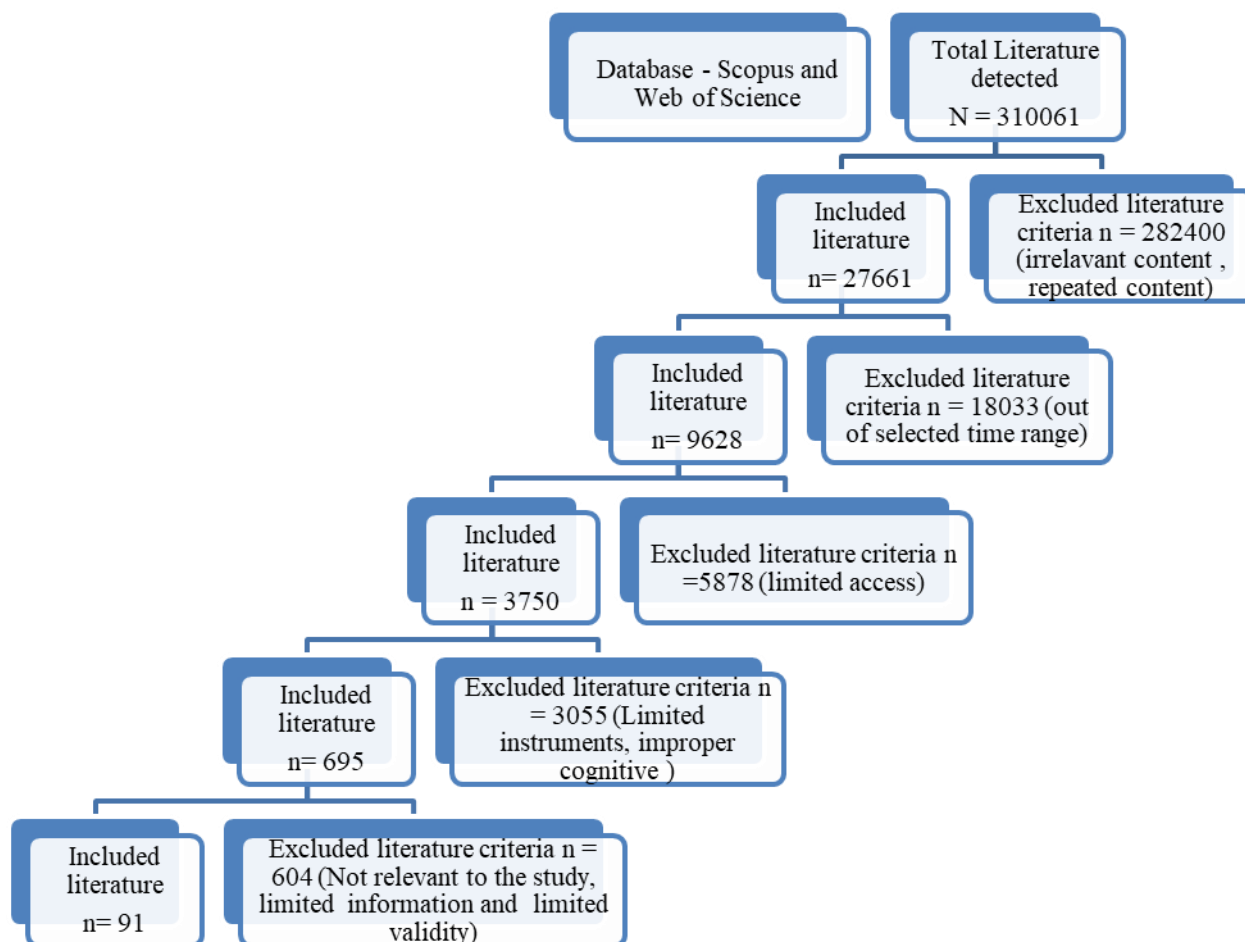 Database - Scopus and
Web of Science
Total Literature
detected
N = 310061
Included
literature
n= 27661
Excluded literature
criteria n = 282400
(irrelavant content ,
repeated content)
Included
literature
n= 9628
Excluded literature
criteria n = 18033 (out
of selected time range)
Included
literature
n = 3750
Excluded literature criteria n
=5878 (limited access)
Included
literature
n= 695
Excluded literature criteria n
= 3055 (Limited
instruments, improper
cognitive )
Included
literature
n= 91
Excluded literature criteria n =
604 (Not relevant to the study,
limited information and limited
validity)